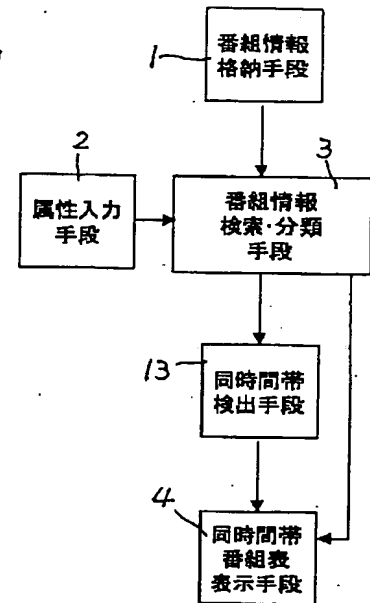 1
番組情報
格納手段
2
属性入力
手段
3
番組情報
検索・分類
手段
13
同時間帯
検出手段
4
同時間帯
番組表
表示手段